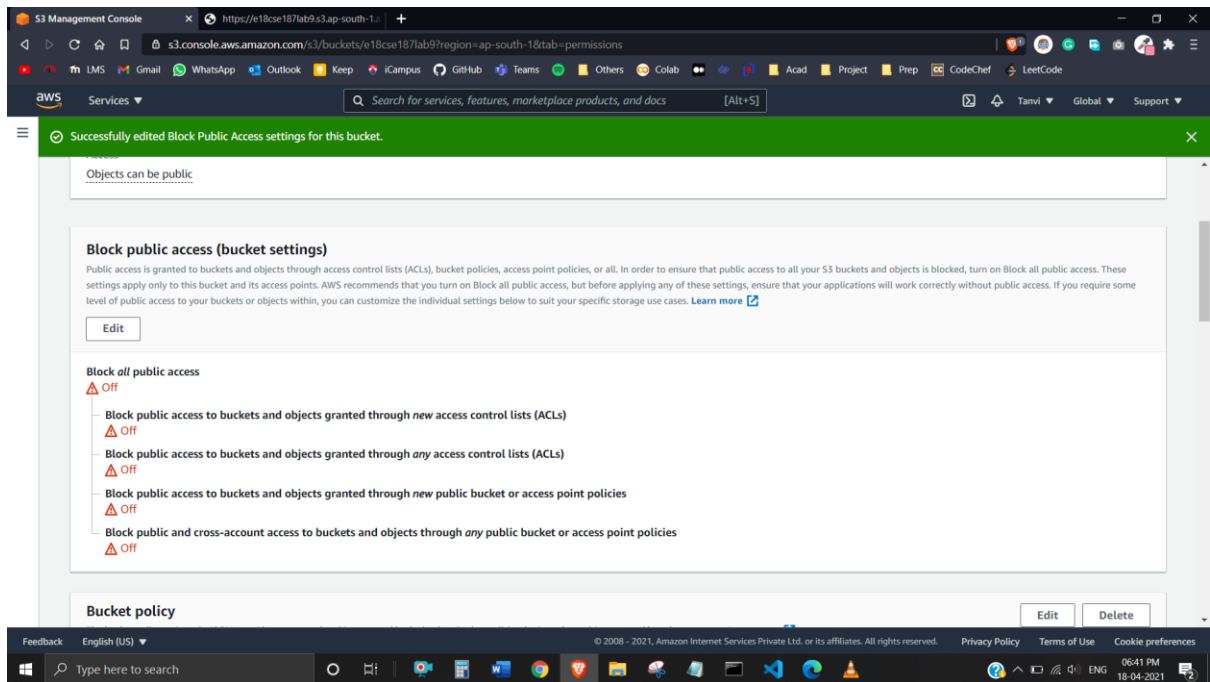 S3 Management Console
https://e18cse187lab9.s3.ap-south-1.a
s3.console.aws.amazon.com/s3/buckets/e18cse187lab9?region=ap-south-1&tab=permissions
LMS Gmail WhatsApp Outlook Keep iCampus GitHub Teams Others Colab Acad Project Prep CodeChef LeetCode
aws Services ▼ Search for services, features, marketplace products, and docs [Alt+S] Tanvi ▼ Global ▼ Support ▼
Successfully edited Block Public Access settings for this bucket.
Access
Objects can be public
Block public access (bucket settings)
Public access is granted to buckets and objects through access control lists (ACLs), bucket policies, access point policies, or all. In order to ensure that public access to all your S3 buckets and objects is blocked, turn on Block all public access. These
settings apply only to this bucket and its access points. AWS recommends that you turn on Block all public access, but before applying any of these settings, ensure that your applications will work correctly without public access. If you require some
level of public access to your buckets or objects within, you can customize the individual settings below to suit your specific storage use cases. Learn more
Edit
Block all public access
Off
Block public access to buckets and objects granted through new access control lists (ACLs)
Off
Block public access to buckets and objects granted through any access control lists (ACLs)
Off
Block public access to buckets and objects granted through new public bucket or access point policies
Off
Block public and cross-account access to buckets and objects through any public bucket or access point policies
Off
Bucket policy
Edit Delete
Feedback English (US) ▼ © 2008 - 2021, Amazon Internet Services Private Ltd. or its affiliates. All rights reserved. Privacy Policy Terms of Use Cookie preferences
Type here to search
ENG
06:41 PM
18-04-2021